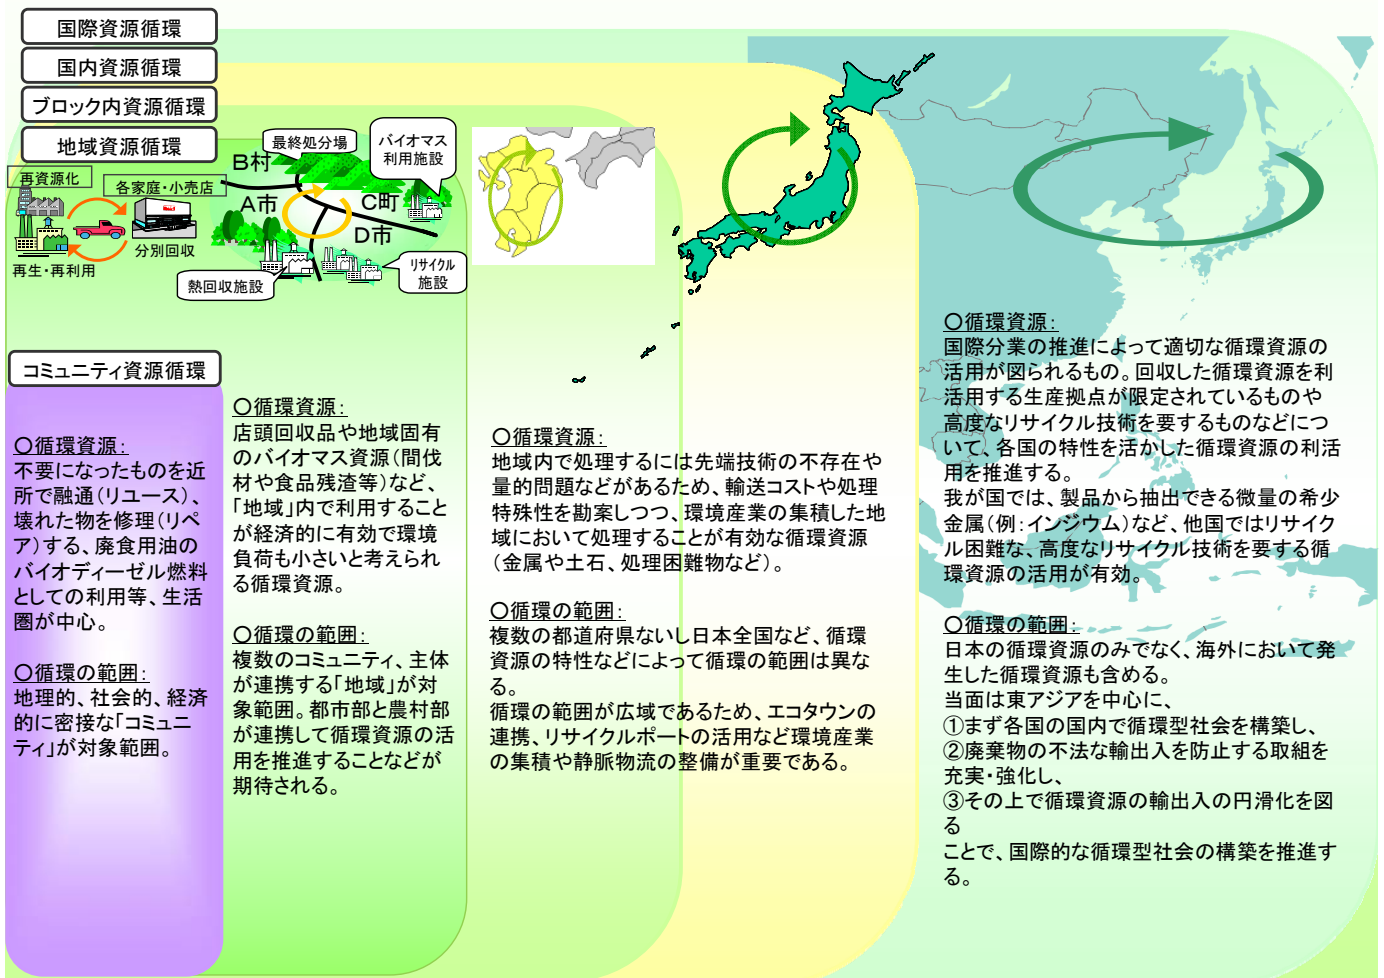 国際資源循環
国内資源循環
ブロック内資源循環
地域資源循環
再資源化
各家庭・小売店
分別回収
再生・再利用
最終処分場
バイオマス
利用施設
B村
A市
C町
D市
熱回収施設
リサイクル
施設
コミュニティ資源循環
〇循環資源：
不要になったものを近
所で融通（リユース）、
壊れた物を修理（リペ
ア）する、廃食用油の
バイオディーゼル燃料
としての利用等、生活
圏が中心。
〇循環の範囲：
地理的、社会的、経済
的に密接な「コミュニ
ティ」が対象範囲。
〇循環資源：
店頭回収品や地域固有
のバイオマス資源（間伐
材や食品残渣等）など、
「地域」内で利用すること
が経済的に有効で環境
負荷も小さいと考えられ
る循環資源。
〇循環の範囲：
複数のコミュニティ、主体
が連携する「地域」が対
象範囲。都市部と農村部
が連携して循環資源の活
用を推進することなどが
期待される。
〇循環資源：
地域内で処理するには先端技術の不存在や
量的問題などがあるため、輸送コストや処理
特殊性を勘案しつつ、環境産業の集積した地
域において処理することが有効な循環資源
（金属や土石、処理困難物など）。
〇循環の範囲：
複数の都道府県ないし日本全国など、循環
資源の特性などによって循環の範囲は異な
る。
循環の範囲が広域であるため、エコタウンの
連携、リサイクルポートの活用など環境産業
の集積や静脈物流の整備が重要である。
〇循環資源：
国際分業の推進によって適切な循環資源の
活用が図られるもの。回収した循環資源を利
活用する生産拠点が限定されているものや
高度なリサイクル技術を要するものなどにつ
いて、各国の特性を活かした循環資源の利活
用を推進する。
我が国では、製品から抽出できる微量の希少
金属（例：インジウム）など、他国ではリサイク
ル困難な、高度なリサイクル技術を要する循
環資源の活用が有効。
〇循環の範囲：
日本の循環資源のみでなく、海外において発
生した循環資源も含める。
当面は東アジアを中心に、
①まず各国の国内で循環型社会を構築し、
②廃棄物の不法な輸出入を防止する取組を
充実・強化し、
③その上で循環資源の輸出入の円滑化を図
る
ことで、国際的な循環型社会の構築を推進す
る。